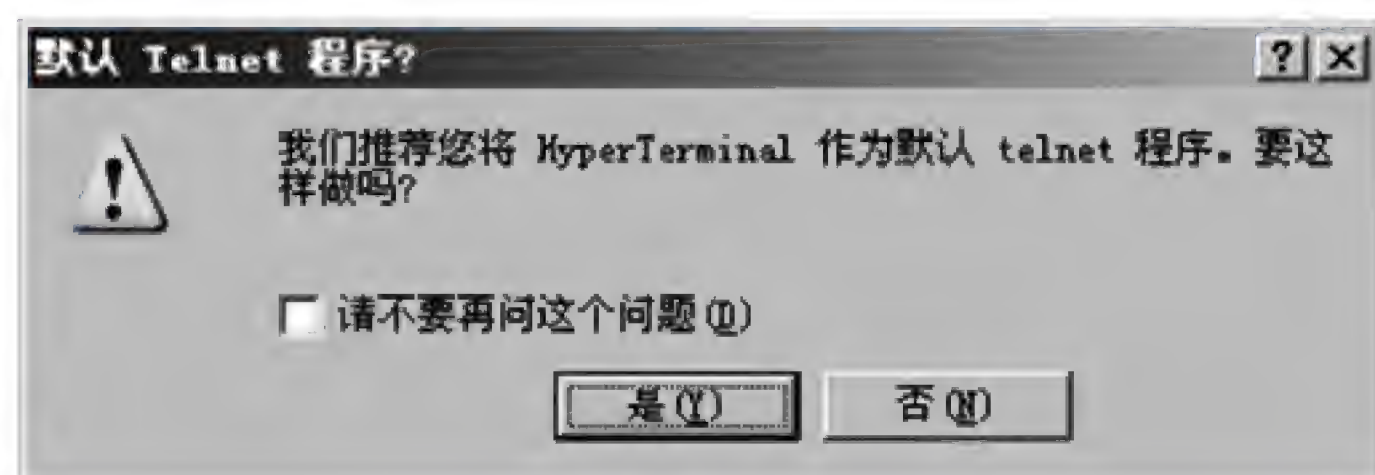 默认 Telnet 程序?
我们推荐您将 HyperTerminal 作为默认 telnet 程序。要这
样做吗?
请不要再问这个问题(D)
是(Y)
否(N)